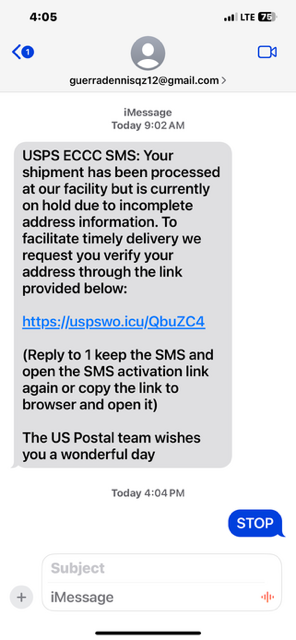 4:05
LTE 75
1
guerradennisqz12@gmail.com >
iMessage
Today 9:02 AM
USPS ECCC SMS: Your
shipment has been processed
at our facility but is currently
on hold due to incomplete
address information. To
facilitate timely delivery we
request you verify your
address through the link
provided below:
https://uspswo.icu/QbuZC4
(Reply to 1 keep the SMS and
open the SMS activation link
again or copy the link to
browser and open it)
The US Postal team wishes
you a wonderful day
Today 4:04 PM
STOP
Subject
iMessage